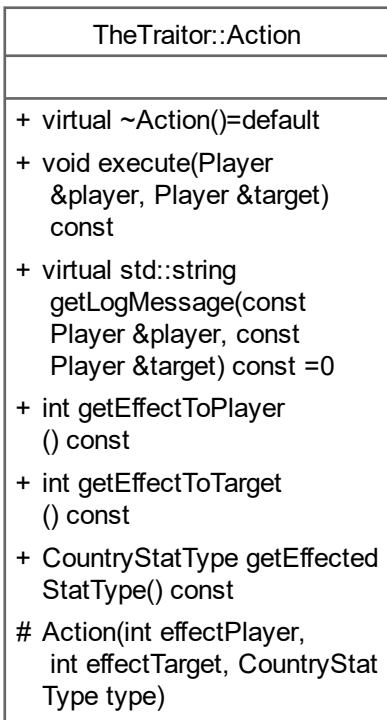 TheTraitor::Action
+ virtual ~Action()=default
+ void execute(Player
&player, Player &target)
const
+ virtual std::string
getLogMessage(const
Player &player, const
Player &target) const =0
+ int getEffectToPlayer
() const
+ int getEffectToTarget
() const
+ CountryStatType getEffected
StatType() const
# Action(int effectPlayer,
int effectTarget, CountryStat
Type type)